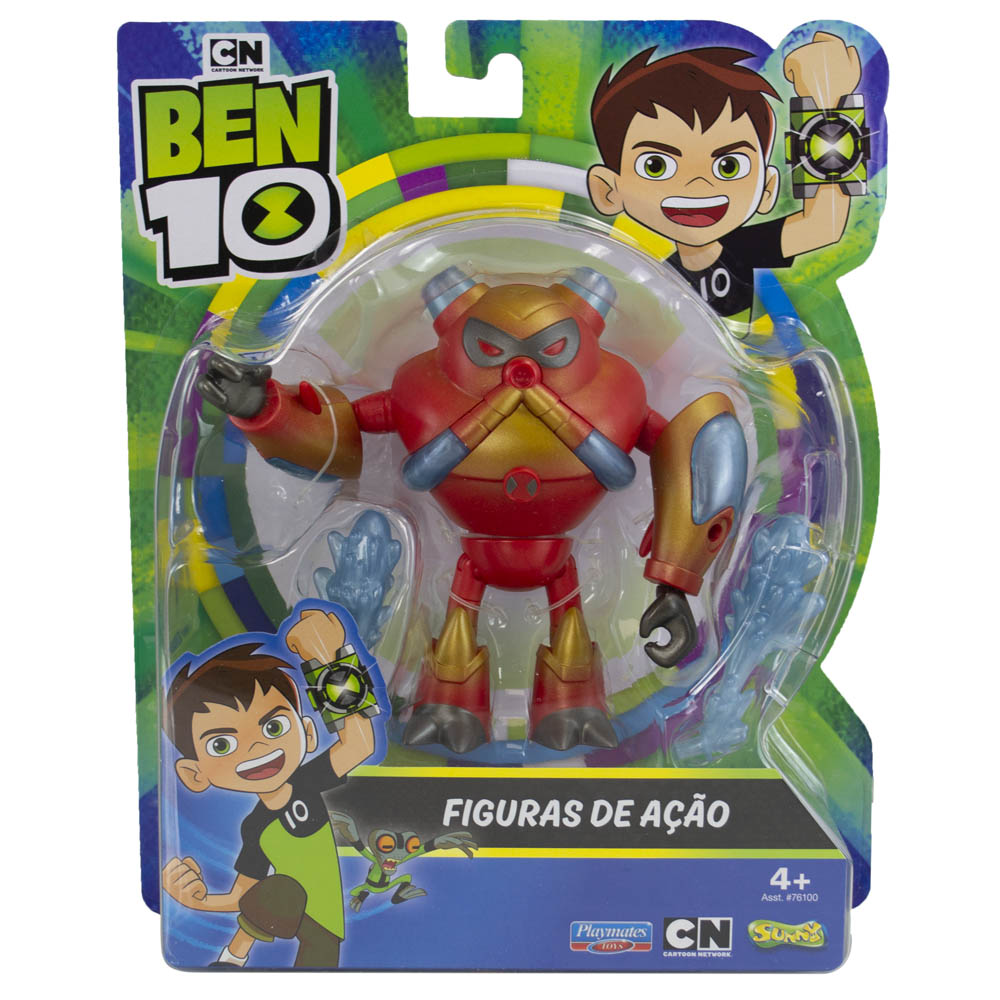 CN
CARTOON NETWORK
BEN
10
10
10
FIGURAS DE AÇÃO
4+
Asst. #76100
Playmates
TOYS
CN
CARTOON NETWORK
SUNNY